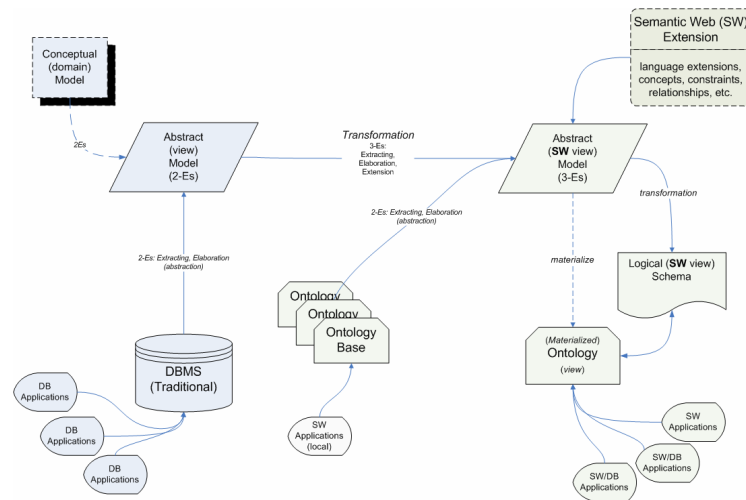 Semantic Web (SW)
Extension
language extensions,
concepts, constraints,
relationships, etc.
Conceptual
(domain)
Model
2Es
Abstract
(view)
Model
(2-Es)
Transformation
3-Es:
Extracting,
Elaboration,
Extension
Abstract
(SW view)
Model
(3-Es)
transformation
2-Es: Extracting, Elaboration
(abstraction)
2-Es: Extracting, Elaboration
(abstraction)
materialize
Logical (SW view)
Schema
Ontology
Ontology
Ontology
Base
DBMS
(Traditional)
(Materialized)
Ontology
(view)
DB
Applications
DB
Applications
DB
Applications
SW
Applications
(local)
SW
Applications
SW/DB
Applications
SW/DB
Applications